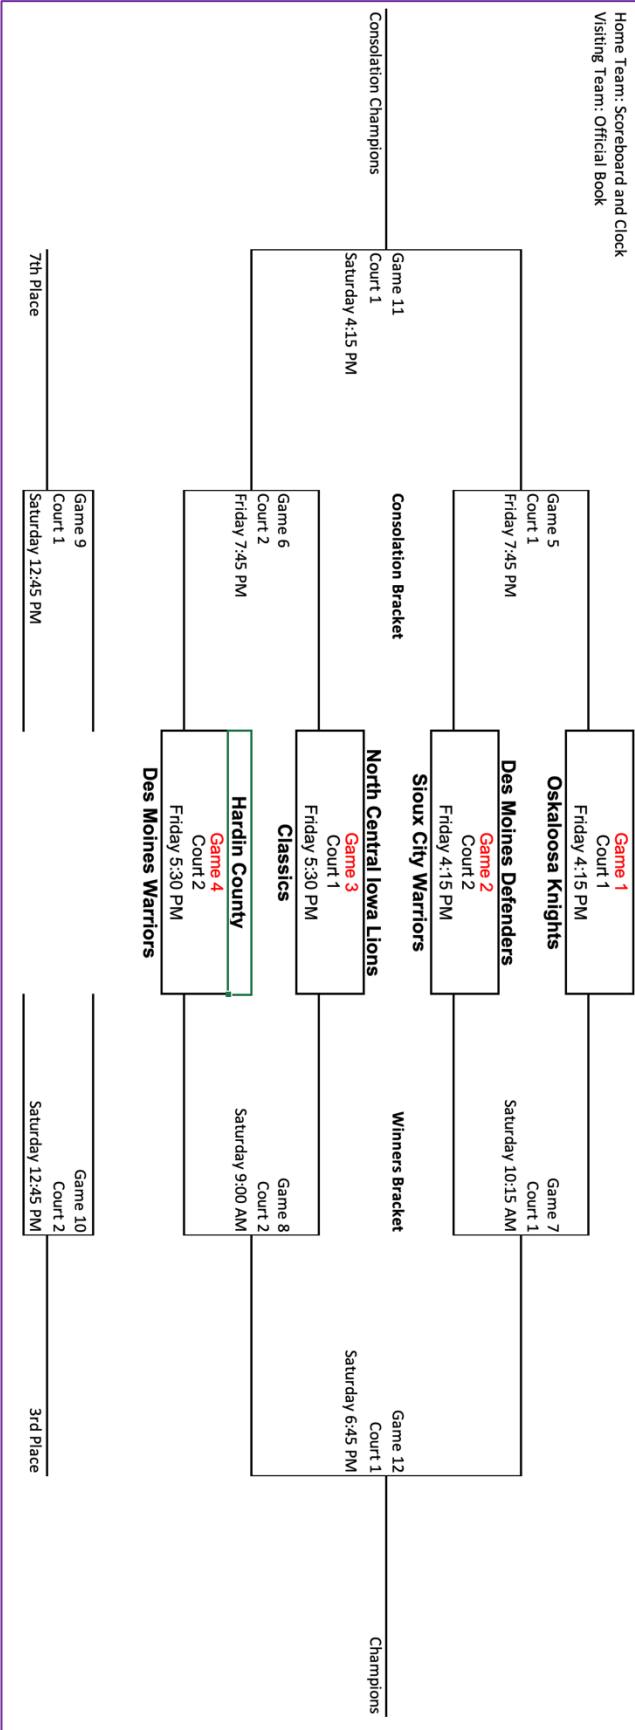 Home Team: Scoreboard and Clock
Visiting Team: Official Book
Game 1
Court 1
Friday 4:15 PM
Oskaloosa Knights
Game 5
Court 1
Friday 7:45 PM
Game 7
Court 1
Saturday 10:15 AM
Des Moines Defenders
Game 2
Court 2
Friday 4:15 PM
Sioux City Warriors
Consolation Bracket
Winners Bracket
Game 11
Court 1
Saturday 4:15 PM
Consolation Champions
Game 12
Court 1
Saturday 6:45 PM
Champions
North Central Iowa Lions
Game 3
Court 1
Friday 5:30 PM
Classics
Game 6
Court 2
Friday 7:45 PM
Game 8
Court 2
Saturday 9:00 AM
Hardin County
Game 4
Court 2
Friday 5:30 PM
Des Moines Warriors
Game 9
Court 1
Saturday 12:45 PM
7th Place
Game 10
Court 2
Saturday 12:45 PM
3rd Place